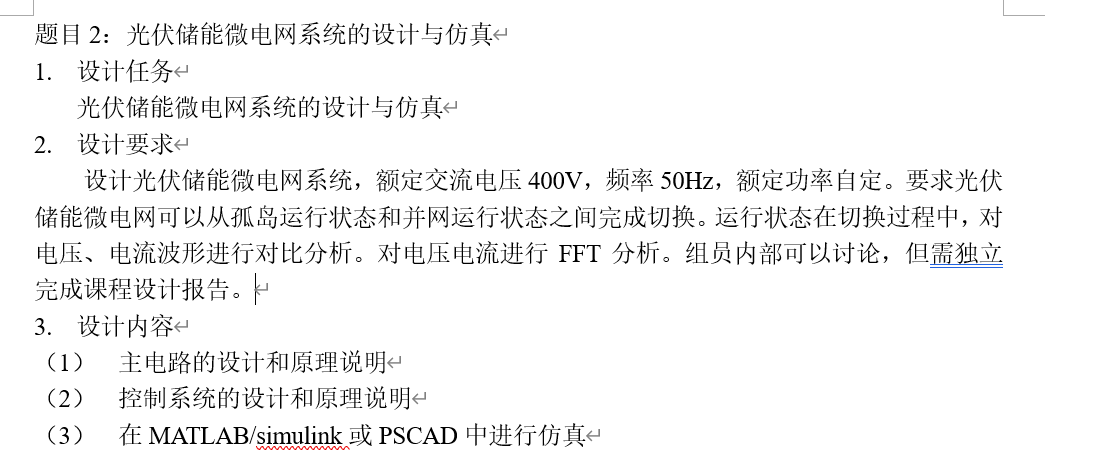 题目 2：光伏储能微电网系统的设计与仿真↵
1. 设计任务↵
光伏储能微电网系统的设计与仿真↵
2. 设计要求↵
设计光伏储能微电网系统，额定交流电压 400V，频率 50Hz，额定功率自定。要求光伏
储能微电网可以从孤岛运行状态和并网运行状态之间完成切换。运行状态在切换过程中，对
电压、电流波形进行对比分析。对电压电流进行 FFT 分析。组员内部可以讨论，但需独立
完成课程设计报告。↵
3. 设计内容↵
（1） 主电路的设计和原理说明↵
（2） 控制系统的设计和原理说明↵
（3） 在 MATLAB/simulink 或 PSCAD 中进行仿真↵